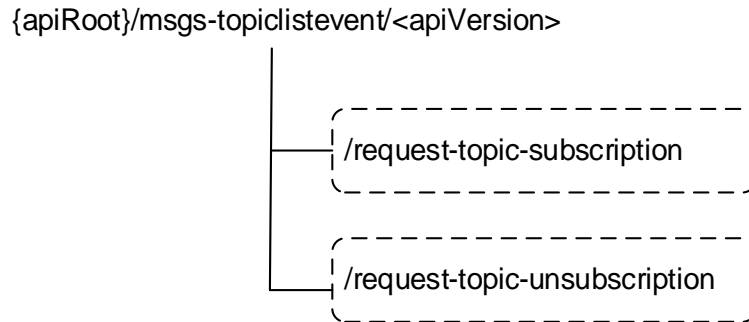 {apiRoot}/msgs-topiclistevent/<apiVersion>
/request-topic-subscription
/request-topic-unsubscription